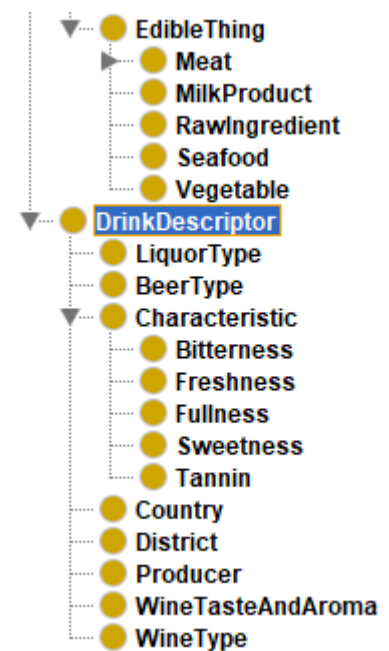 EdibleThing
Meat
MilkProduct
RawIngredient
Seafood
Vegetable
DrinkDescriptor
LiquorType
BeerType
Characteristic
Bitterness
Freshness
Fullness
Sweetness
Tannin
Country
District
Producer
WineTasteAndAroma
WineType